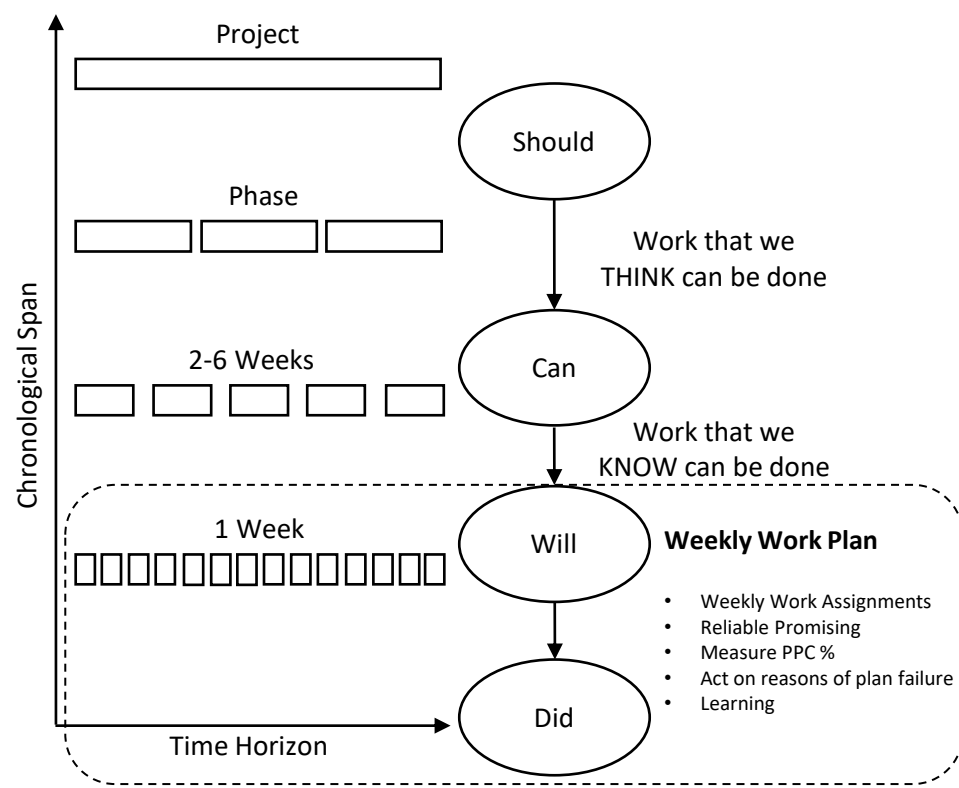 Project
Should
Phase
Work that we
THINK can be done
Chronological Span
2-6 Weeks
Can
Work that we
KNOW can be done
1 Week
Will
Weekly Work Plan
• Weekly Work Assignments
• Reliable Promising
• Measure PPC %
• Act on reasons of plan failure
• Learning
Did
Time Horizon